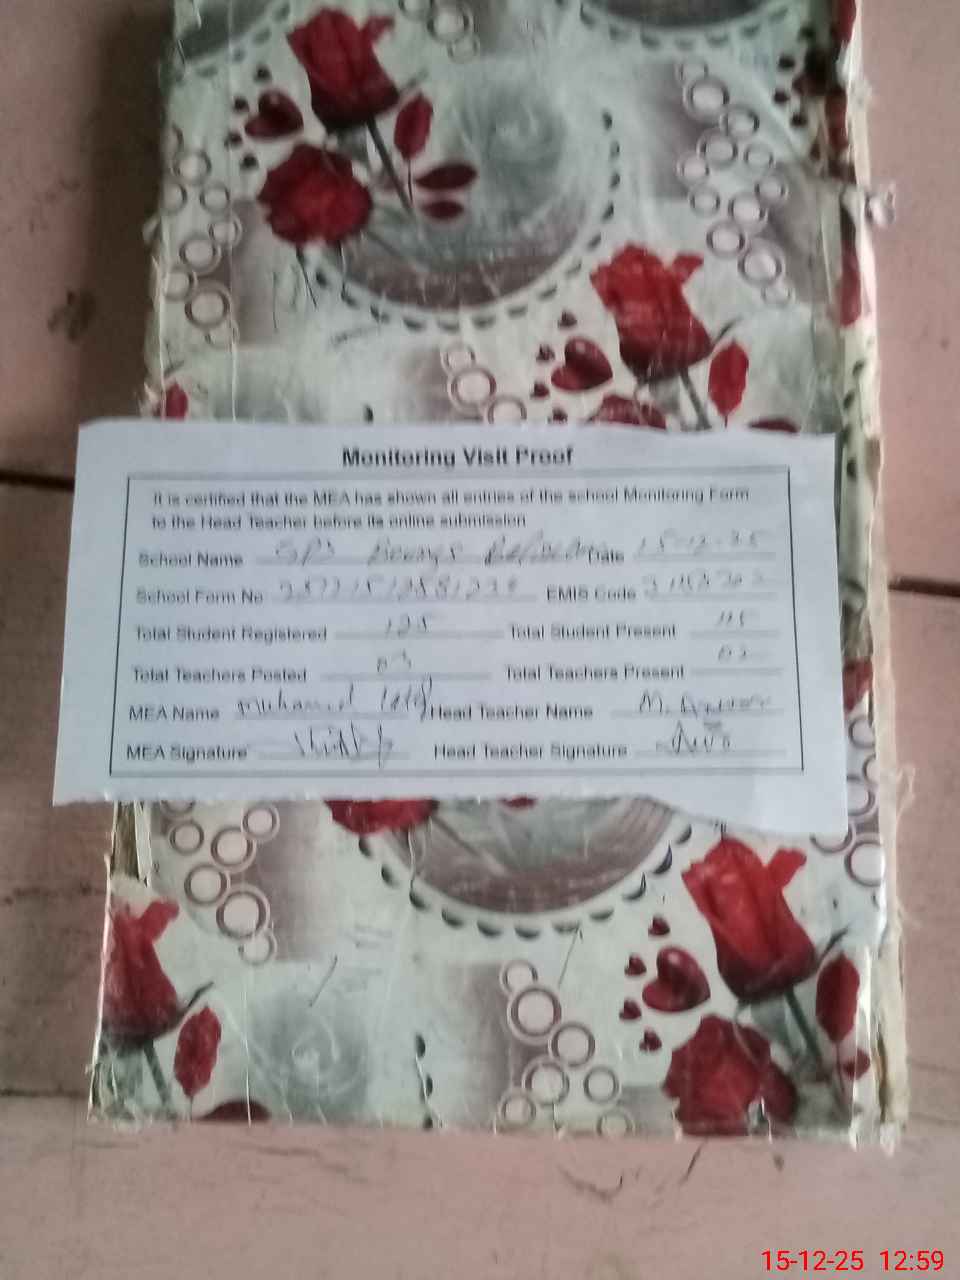 Monitoring Visit Proof
It is certified that the MEA has shown all entries of the school Monitoring Form
to the Head Teacher before its online submission
School Name Date 15-12-25
School Form No EMIS Code
Total Student Registered 125 Total Student Present 115
Total Teachers Posted 03 Total Teachers Present 02
MEA Name Muhammad Head Teacher Name M.
MEA Signature Head Teacher Signature
15-12-25 12:59